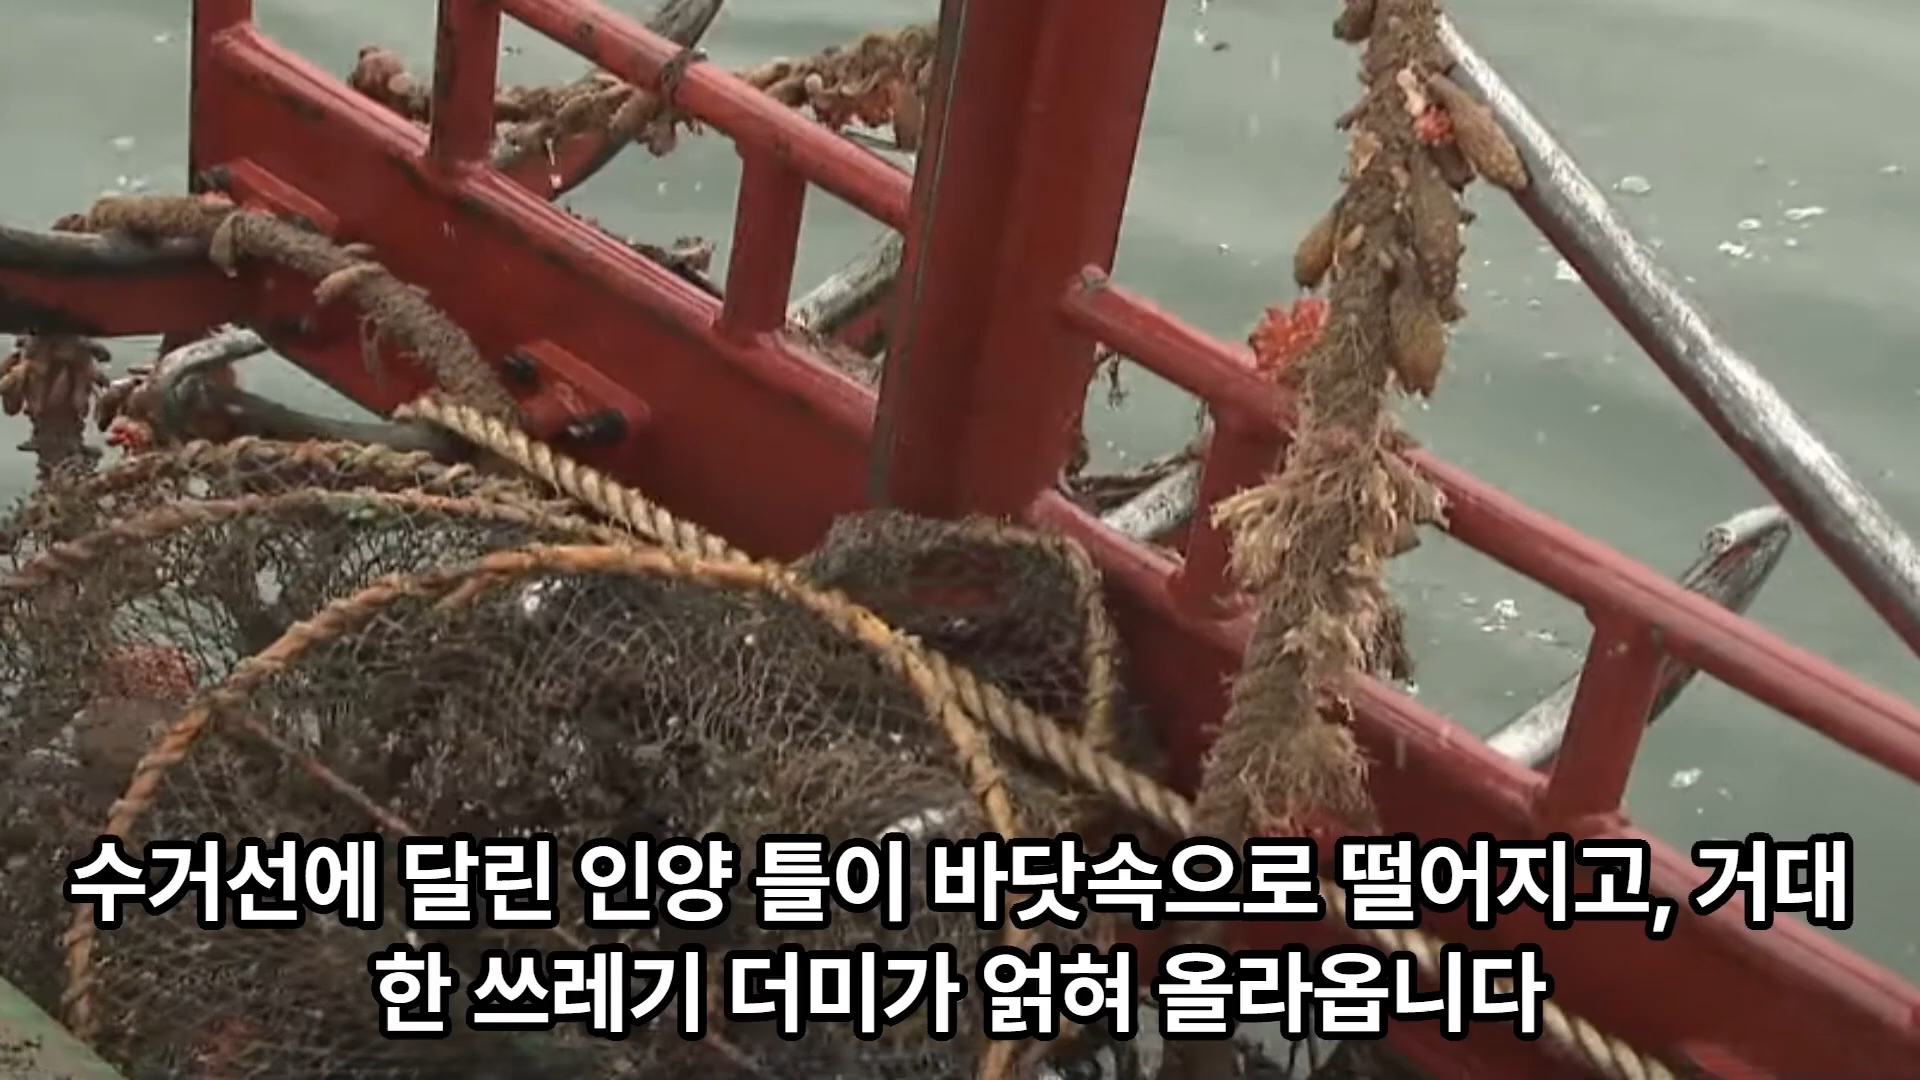 수거선에 달린 인양 틀이 바닷속으로 떨어지고, 거대
한 쓰레기 더미가 얽혀 올라옵니다